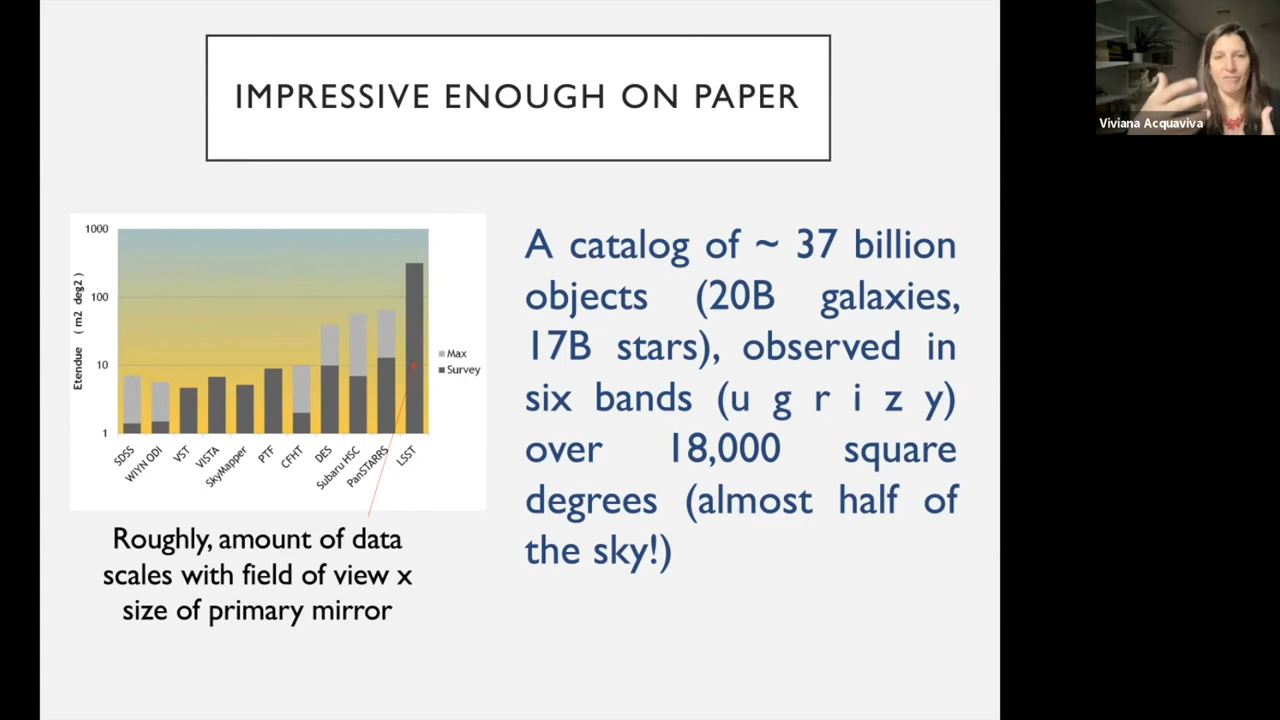 IMPRESSIVE ENOUGH ON PAPER
Viviana Acquaviva
1000
100
10
1
Etendue ( m2 deg2 )
Max
Survey
SDSS
WIYN ODI
VST
VISTA
SkyMapper
PTF
CFHT
DES
Subaru HSC
PanSTARRS
LSST
Roughly, amount of data
scales with field of view x
size of primary mirror
A catalog of ~ 37 billion
objects (20B galaxies,
17B stars), observed in
six bands (u g r i z y)
over 18,000 square
degrees (almost half of
the sky!)